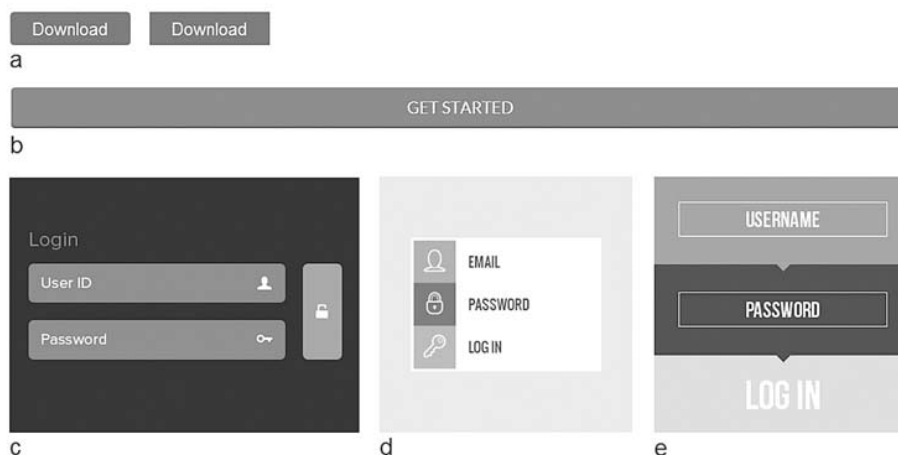 Download Download
a
GET STARTED
b
Login
User ID
Password
c
EMAIL
PASSWORD
LOG IN
d
USERNAME
PASSWORD
LOG IN
e